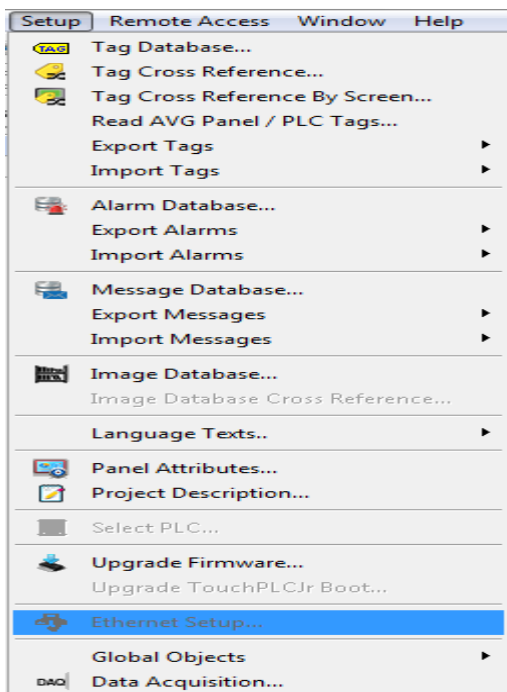 Setup Remote Access Window Help
TAG Tag Database...
Tag Cross Reference...
Tag Cross Reference By Screen...
Read AVG Panel / PLC Tags...
Export Tags
Import Tags
Alarm Database...
Export Alarms
Import Alarms
Message Database...
Export Messages
Import Messages
Image Database...
Image Database Cross Reference...
Language Texts..
Panel Attributes...
Project Description...
Select PLC...
Upgrade Firmware...
Upgrade TouchPLCJr Boot...
Ethernet Setup...
Global Objects
DAQ Data Acquisition...